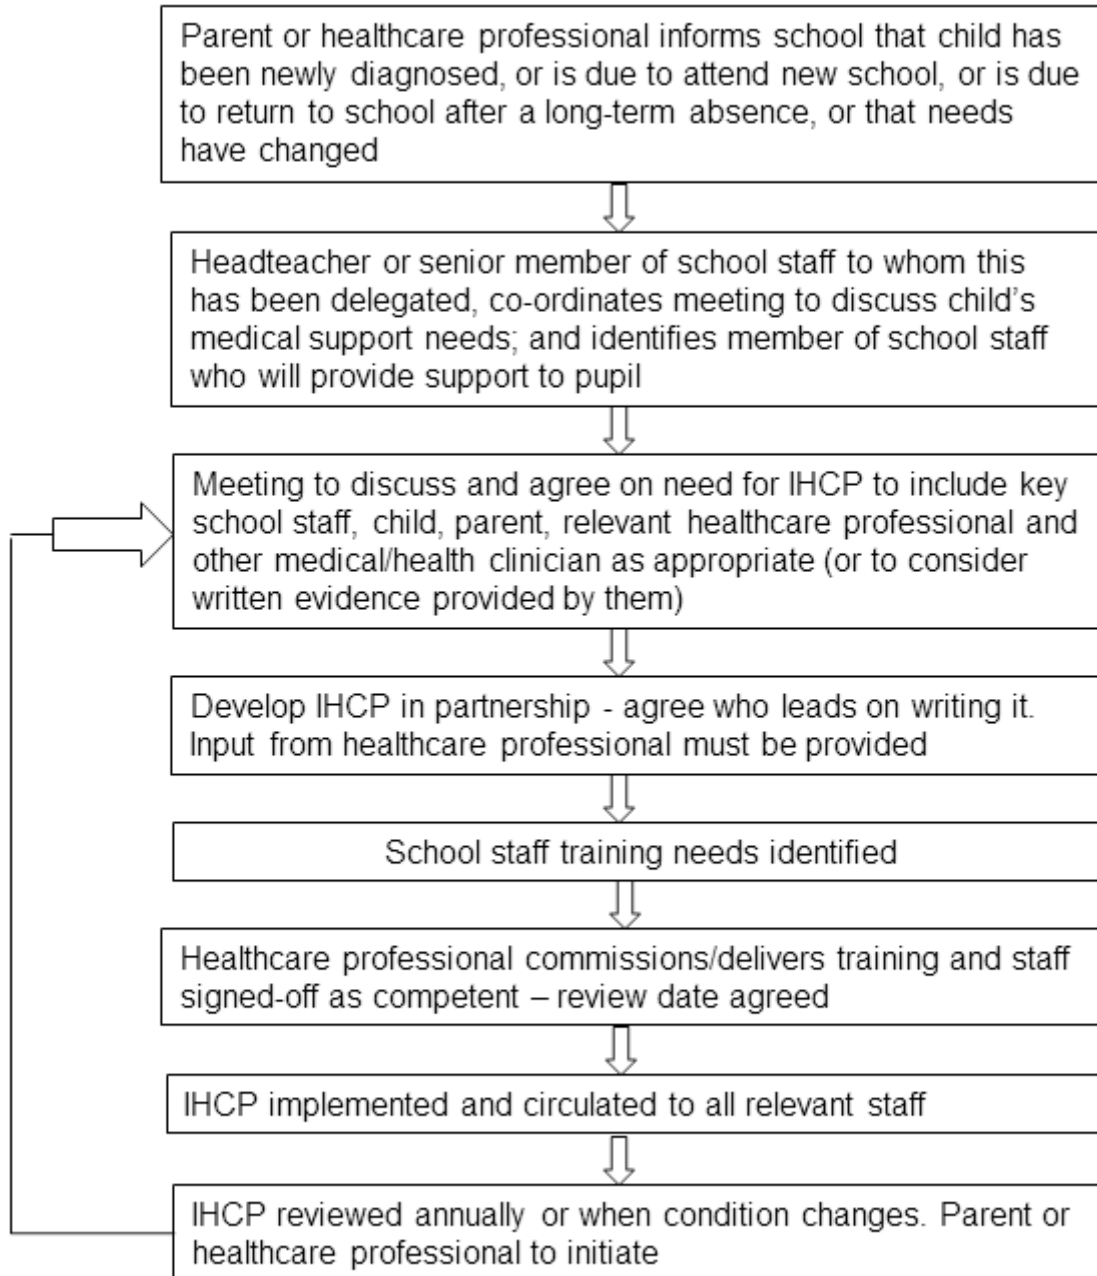 Parent or healthcare professional informs school that child has
been newly diagnosed, or is due to attend new school, or is due
to return to school after a long-term absence, or that needs
have changed
Headteacher or senior member of school staff to whom this
has been delegated, co-ordinates meeting to discuss child's
medical support needs; and identifies member of school staff
who will provide support to pupil
Meeting to discuss and agree on need for IHCP to include key
school staff, child, parent, relevant healthcare professional and
other medical/health clinician as appropriate (or to consider
written evidence provided by them)
Develop IHCP in partnership - agree who leads on writing it.
Input from healthcare professional must be provided
School staff training needs identified
Healthcare professional commissions/delivers training and staff
signed-off as competent – review date agreed
IHCP implemented and circulated to all relevant staff
IHCP reviewed annually or when condition changes. Parent or
healthcare professional to initiate